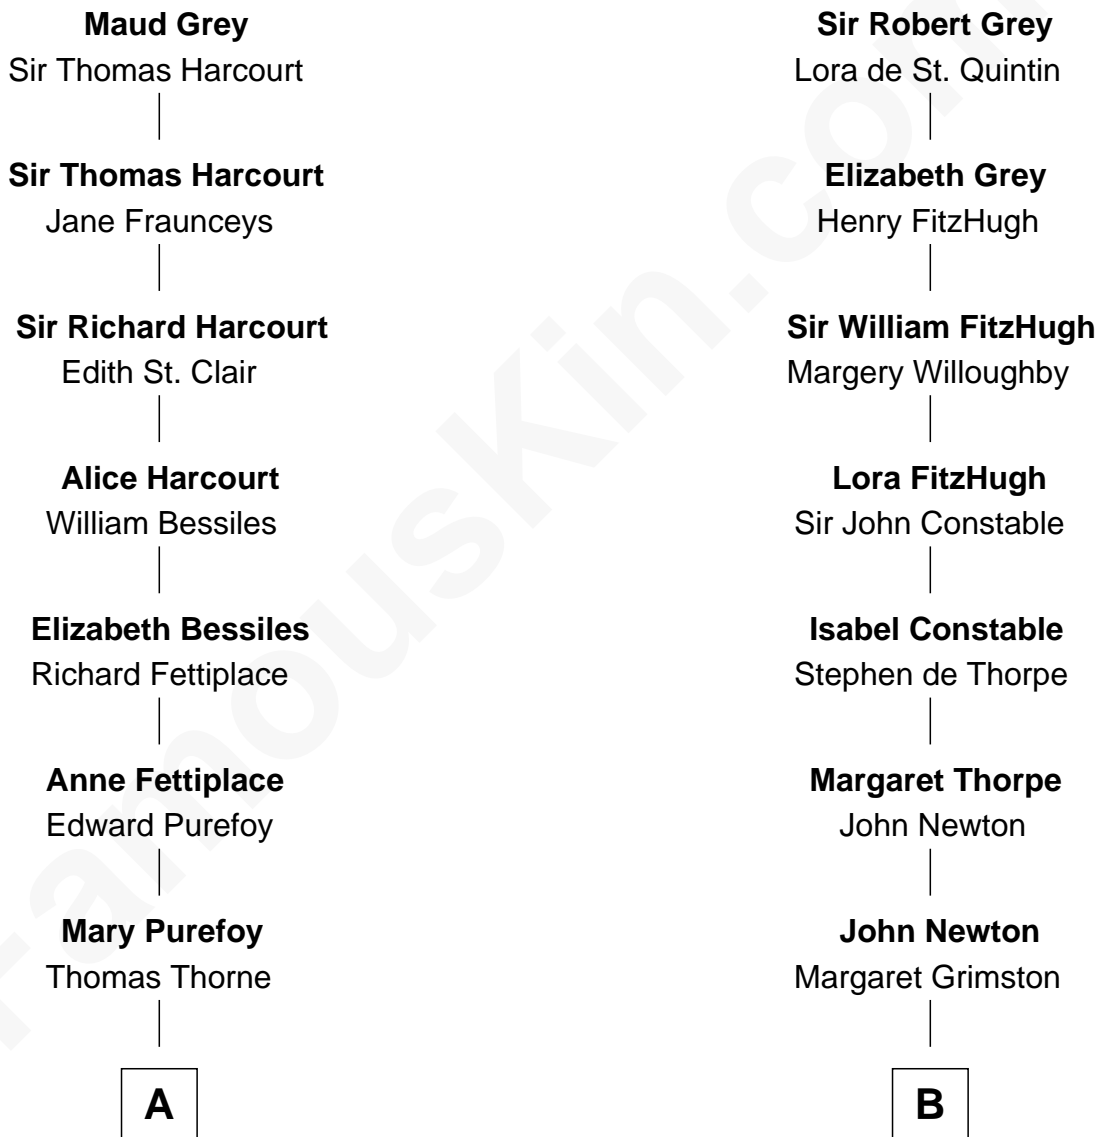 Maud Grey
Sir Thomas Harcourt
Sir Thomas Harcourt
Jane Fraunceys
Sir Richard Harcourt
Edith St. Clair
Alice Harcourt
William Bessiles
Elizabeth Bessiles
Richard Fettiplace
Anne Fettiplace
Edward Purefoy
Mary Purefoy
Thomas Thorne
A
Sir Robert Grey
Lora de St. Quintin
Elizabeth Grey
Henry FitzHugh
Sir William FitzHugh
Margery Willoughby
Lora FitzHugh
Sir John Constable
Isabel Constable
Stephen de Thorpe
Margaret Thorpe
John Newton
John Newton
Margaret Grimston
B
FamousKin.com